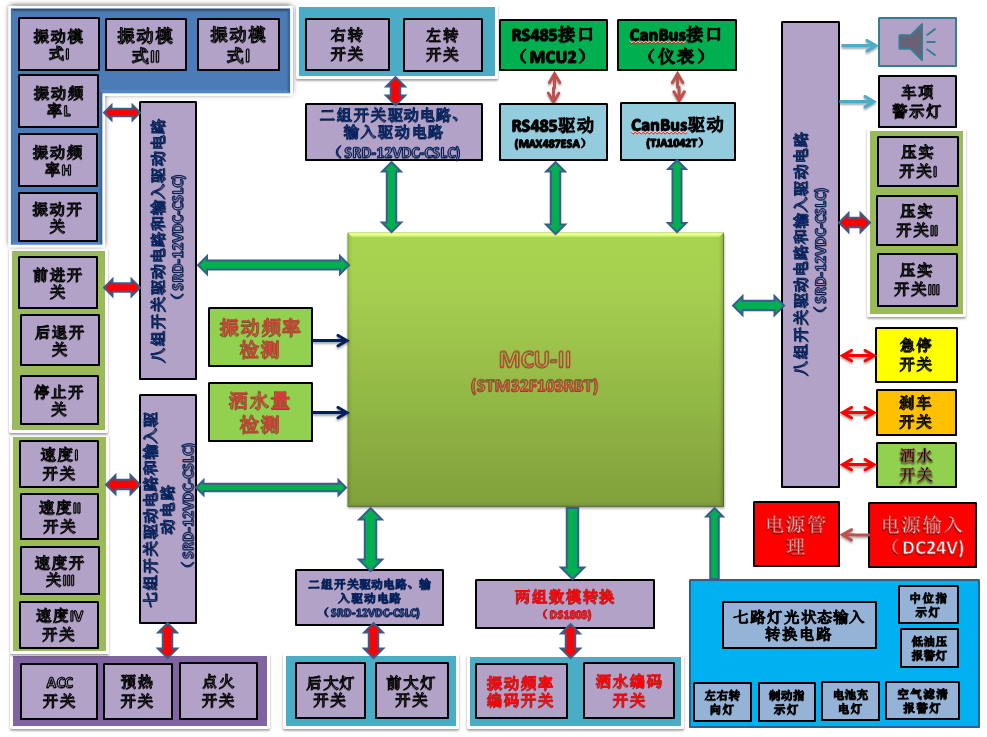 振动模
式I
振动模
式II
振动模
式I
振动频
率L
振动频
率H
振动开
关
前进开
关
后退开
关
停止开
关
速度I
开关
速度II
开关
速度开
关III
速度IV
开关
ACC
开关
预热
开关
点火
开关
八组开关驱动电路和输入驱动电路
（SRD-12VDC-CSLC)
七组开关驱动电路和输入驱
动电路
（SRD-12VDC-CSLC)
右转
开关
左转
开关
二组开关驱动电路、
输入驱动电路
（SRD-12VDC-CSLC)
RS485接口
（MCU2）
CanBus接口
（仪表）
RS485驱动
(MAX487ESA)
CanBus驱动
(TJA1042T）
振动频率
检测
洒水量
检测
MCU-II
(STM32F103RBT)
二组开关驱动电路、输
入驱动电路
（SRD-12VDC-CSLC)
后大灯
开关
前大灯
开关
两组数模转换
（DS1803）
振动频率
编码开关
洒水编码
开关
八组开关驱动电路和输入驱动电路
（SRD-12VDC-CSLC)
车项
警示灯
压实
开关I
压实
开关II
压实
开关III
急停
开关
刹车
开关
洒水
开关
电源管
理
电源输入
（DC24V)
七路灯光状态输入
转换电路
中位指
示灯
低油压
报警灯
左右转
向灯
制动指
示灯
电池充
电灯
空气滤清
报警灯